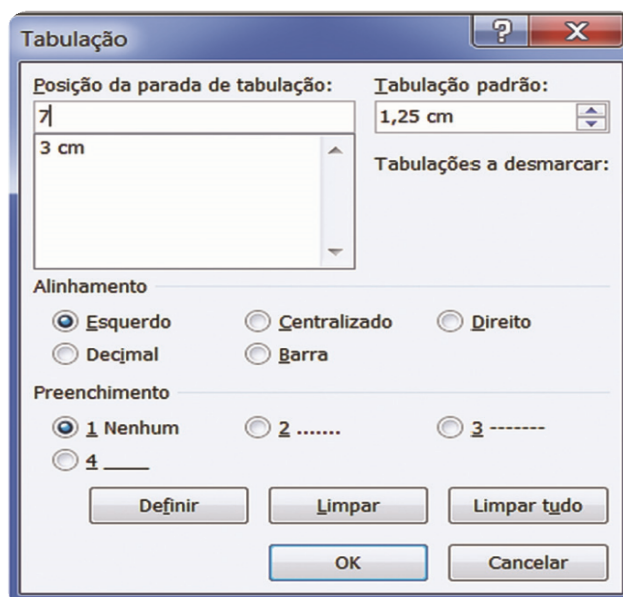 Tabulação
Posição da parada de tabulação: Tabulação padrão:
7 1,25 cm
3 cm
Tabulações a desmarcar:
Alinhamento
Esquerdo Centralizado Direito
Decimal Barra
Preenchimento
1 Nenhum 2 ....... 3 -------
4 ____
Definir Limpar Limpar tudo
OK Cancelar